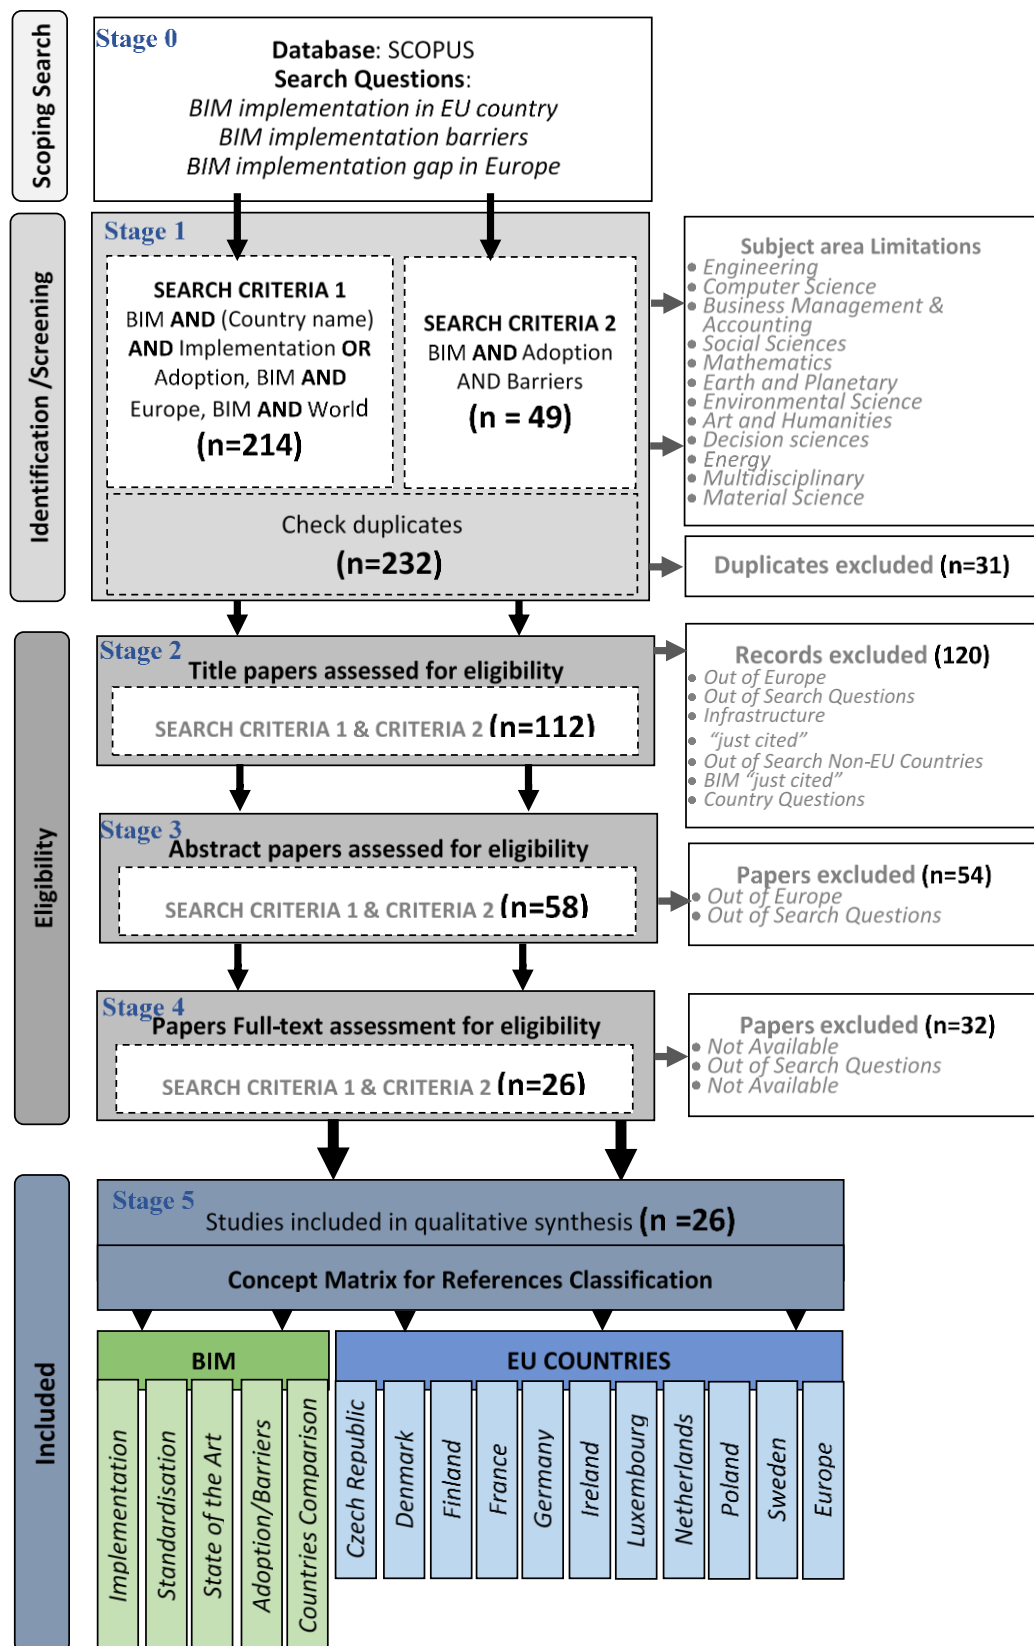 Scoping Search
Stage 0
Database: SCOPUS
Search Questions:
BIM implementation in EU country
BIM implementation barriers
BIM implementation gap in Europe
Identification /Screening
Stage 1
SEARCH CRITERIA 1
BIM AND (Country name)
AND Implementation OR
Adoption, BIM AND
Europe, BIM AND World
(n=214)
SEARCH CRITERIA 2
BIM AND Adoption
AND Barriers
(n = 49)
Check duplicates
(n=232)
Subject area Limitations
• Engineering
• Computer Science
• Business Management &
Accounting
• Social Sciences
• Mathematics
• Earth and Planetary
• Environmental Science
• Art and Humanities
• Decision sciences
• Energy
• Multidisciplinary
• Material Science
Duplicates excluded (n=31)
Eligibility
Stage 2
Title papers assessed for eligibility
SEARCH CRITERIA 1 & CRITERIA 2 (n=112)
Records excluded (120)
• Out of Europe
• Out of Search Questions
• Infrastructure
• “just cited”
• Out of Search Non-EU Countries
• BIM “just cited”
• Country Questions
Stage 3
Abstract papers assessed for eligibility
SEARCH CRITERIA 1 & CRITERIA 2 (n=58)
Papers excluded (n=54)
• Out of Europe
• Out of Search Questions
Stage 4
Papers Full-text assessment for eligibility
SEARCH CRITERIA 1 & CRITERIA 2 (n=26)
Papers excluded (n=32)
• Not Available
• Out of Search Questions
• Not Available
Included
Stage 5
Studies included in qualitative synthesis (n =26)
Concept Matrix for References Classification
BIM
Implementation
Standardisation
State of the Art
Adoption/Barriers
Countries Comparison
EU COUNTRIES
Czech Republic
Denmark
Finland
France
Germany
Ireland
Luxembourg
Netherlands
Poland
Sweden
Europe